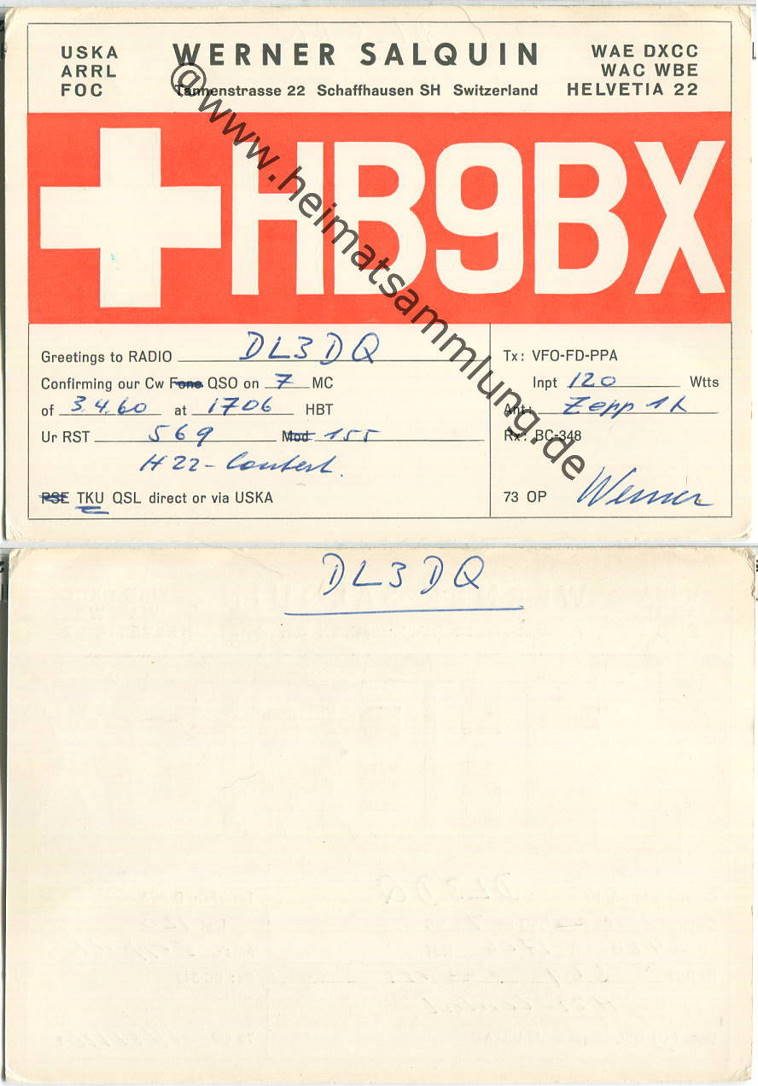 USKA WERNER SALQUIN WAE DXCC
ARRL WAC WBE
FOC Tannenstrasse 22 Schaffhausen SH Switzerland HELVETIA 22
HB9BX
Greetings to RADIO DL3DQ
Confirming our Cw Fone QSO on 7 MC
of 3.4.60 at 1706 HBT
Ur RST 569 Mod 155
H22-Contest.
PSE TKU QSL direct or via USKA
Tx: VFO-FD-PPA
Inpt 120 Wtts
Ant: Zepp 1λ
Rx: BC-348
73 OP Werner
@www.heimatsammlung.de
DL3DQ